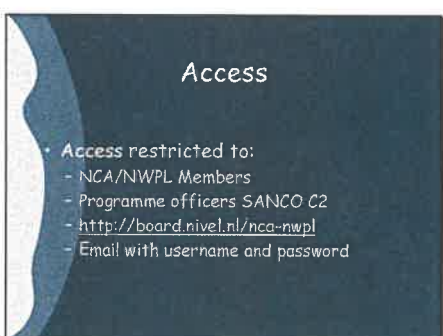 Access
• Access restricted to:
- NCA/NWPL Members
- Programme officers SANCO C2
- http://board.nivel.nl/nca-nwpl
- Email with username and password